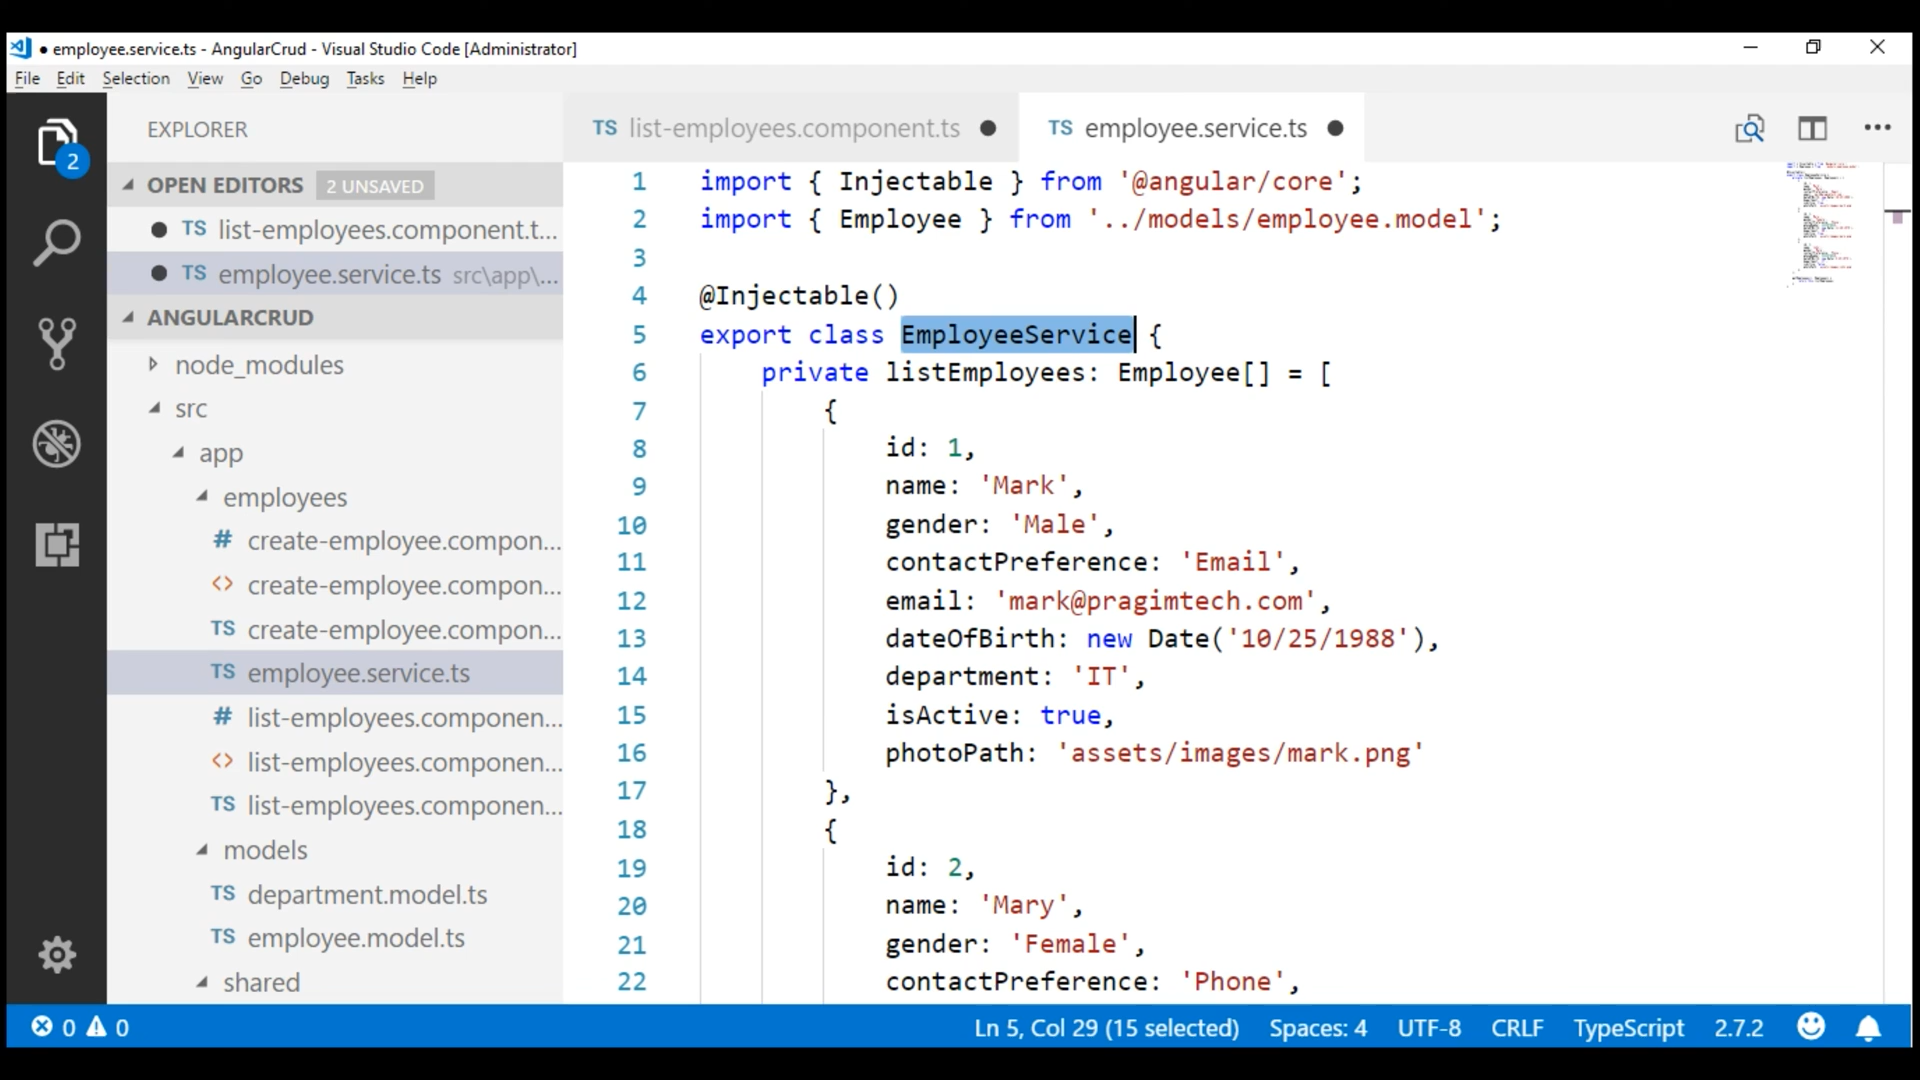 ● employee.service.ts - AngularCrud - Visual Studio Code [Administrator]
File Edit Selection View Go Debug Tasks Help
EXPLORER
OPEN EDITORS 2 UNSAVED
TS list-employees.component.t...
TS employee.service.ts src\app\...
ANGULARCRUD
node_modules
src
app
employees
# create-employee.compon...
<> create-employee.compon...
TS create-employee.compon...
TS employee.service.ts
# list-employees.componen...
<> list-employees.componen...
TS list-employees.componen...
models
TS department.model.ts
TS employee.model.ts
shared
2
TS list-employees.component.ts ●
TS employee.service.ts ●
1 import { Injectable } from '@angular/core';
2 import { Employee } from '../models/employee.model';
3
4 @Injectable()
5 export class EmployeeService {
6 private listEmployees: Employee[] = [
7 {
8 id: 1,
9 name: 'Mark',
10 gender: 'Male',
11 contactPreference: 'Email',
12 email: 'mark@pragimtech.com',
13 dateOfBirth: new Date('10/25/1988'),
14 department: 'IT',
15 isActive: true,
16 photoPath: 'assets/images/mark.png'
17 },
18 {
19 id: 2,
20 name: 'Mary',
21 gender: 'Female',
22 contactPreference: 'Phone',
0 0 Ln 5, Col 29 (15 selected) Spaces: 4 UTF-8 CRLF TypeScript 2.7.2